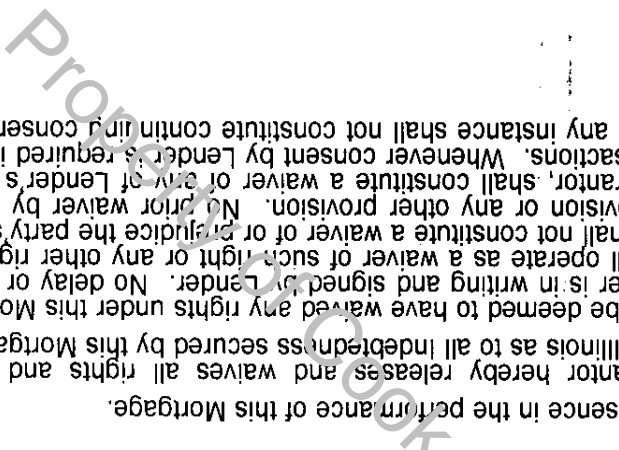 sence in the performance of this Mortgage.
antor hereby releases and waives all rights and
Illinois as to all indebtedness secured by this Mortga
be deemed to have waived any rights under this Mo
er is in writing and signed by Lender. No delay or
ll operate as a waiver of such right or any other rig
hall not constitute a waiver of or prejudice the party's
vision or any other provision. No prior waiver by
rantor, shall constitute a waiver of any of Lender's
sactions. Whenever consent by Lender is required i
any instance shall not constitute continuing consen
Property of Cook